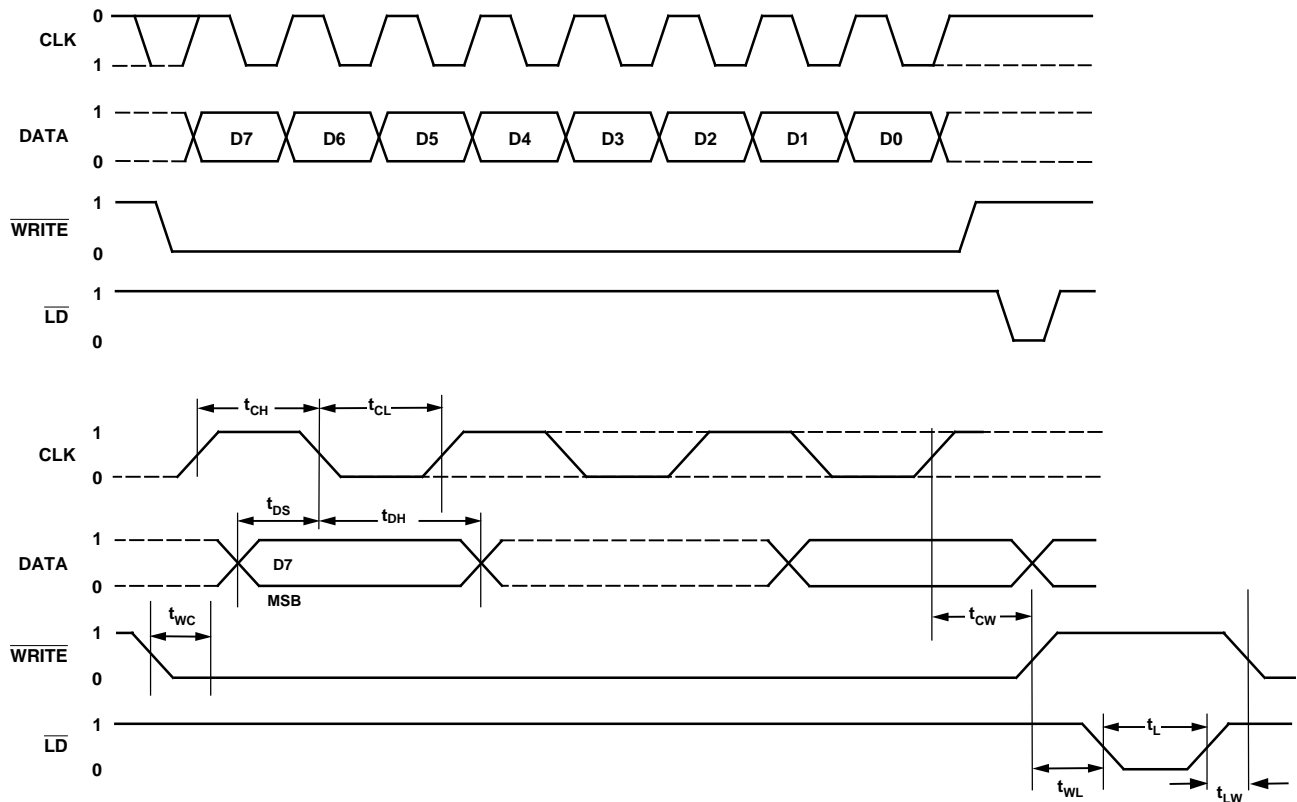 0
CLK
1
1
DATA D7 D6 D5 D4 D3 D2 D1 D0
0
1
WRITE
0
1
LD
0
tCH tCL
1
CLK
0
tDS tDH
1
DATA D7
0
MSB
tWC tCW
1
WRITE
0
1 tL
LD
0
tWL tLW